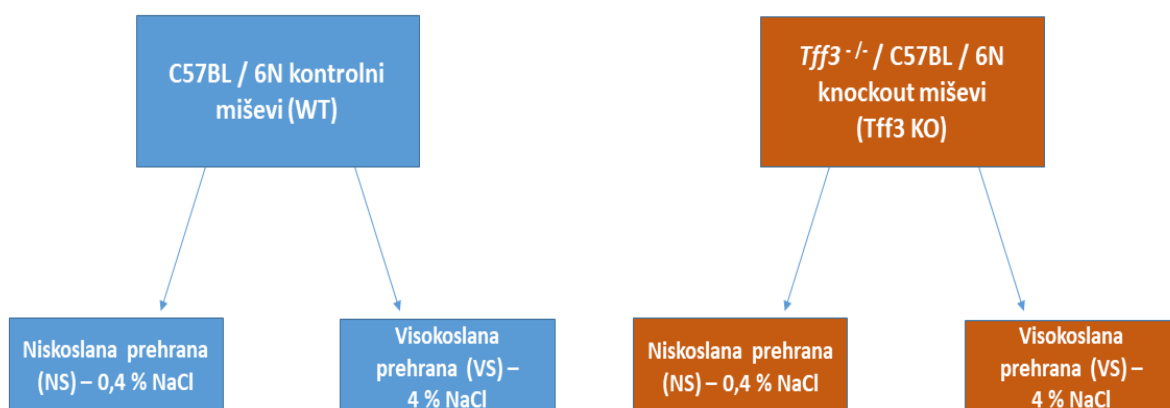 C57BL / 6N kontrolni
miševi (WT)
Tff3 -/- / C57BL / 6N
knockout miševi
(Tff3 KO)
Niskoslana prehrana
(NS) – 0,4 % NaCl
Visokoslana
prehrana (VS) –
4 % NaCl
Niskoslana prehrana
(NS) – 0,4 % NaCl
Visokoslana
prehrana (VS) –
4 % NaCl